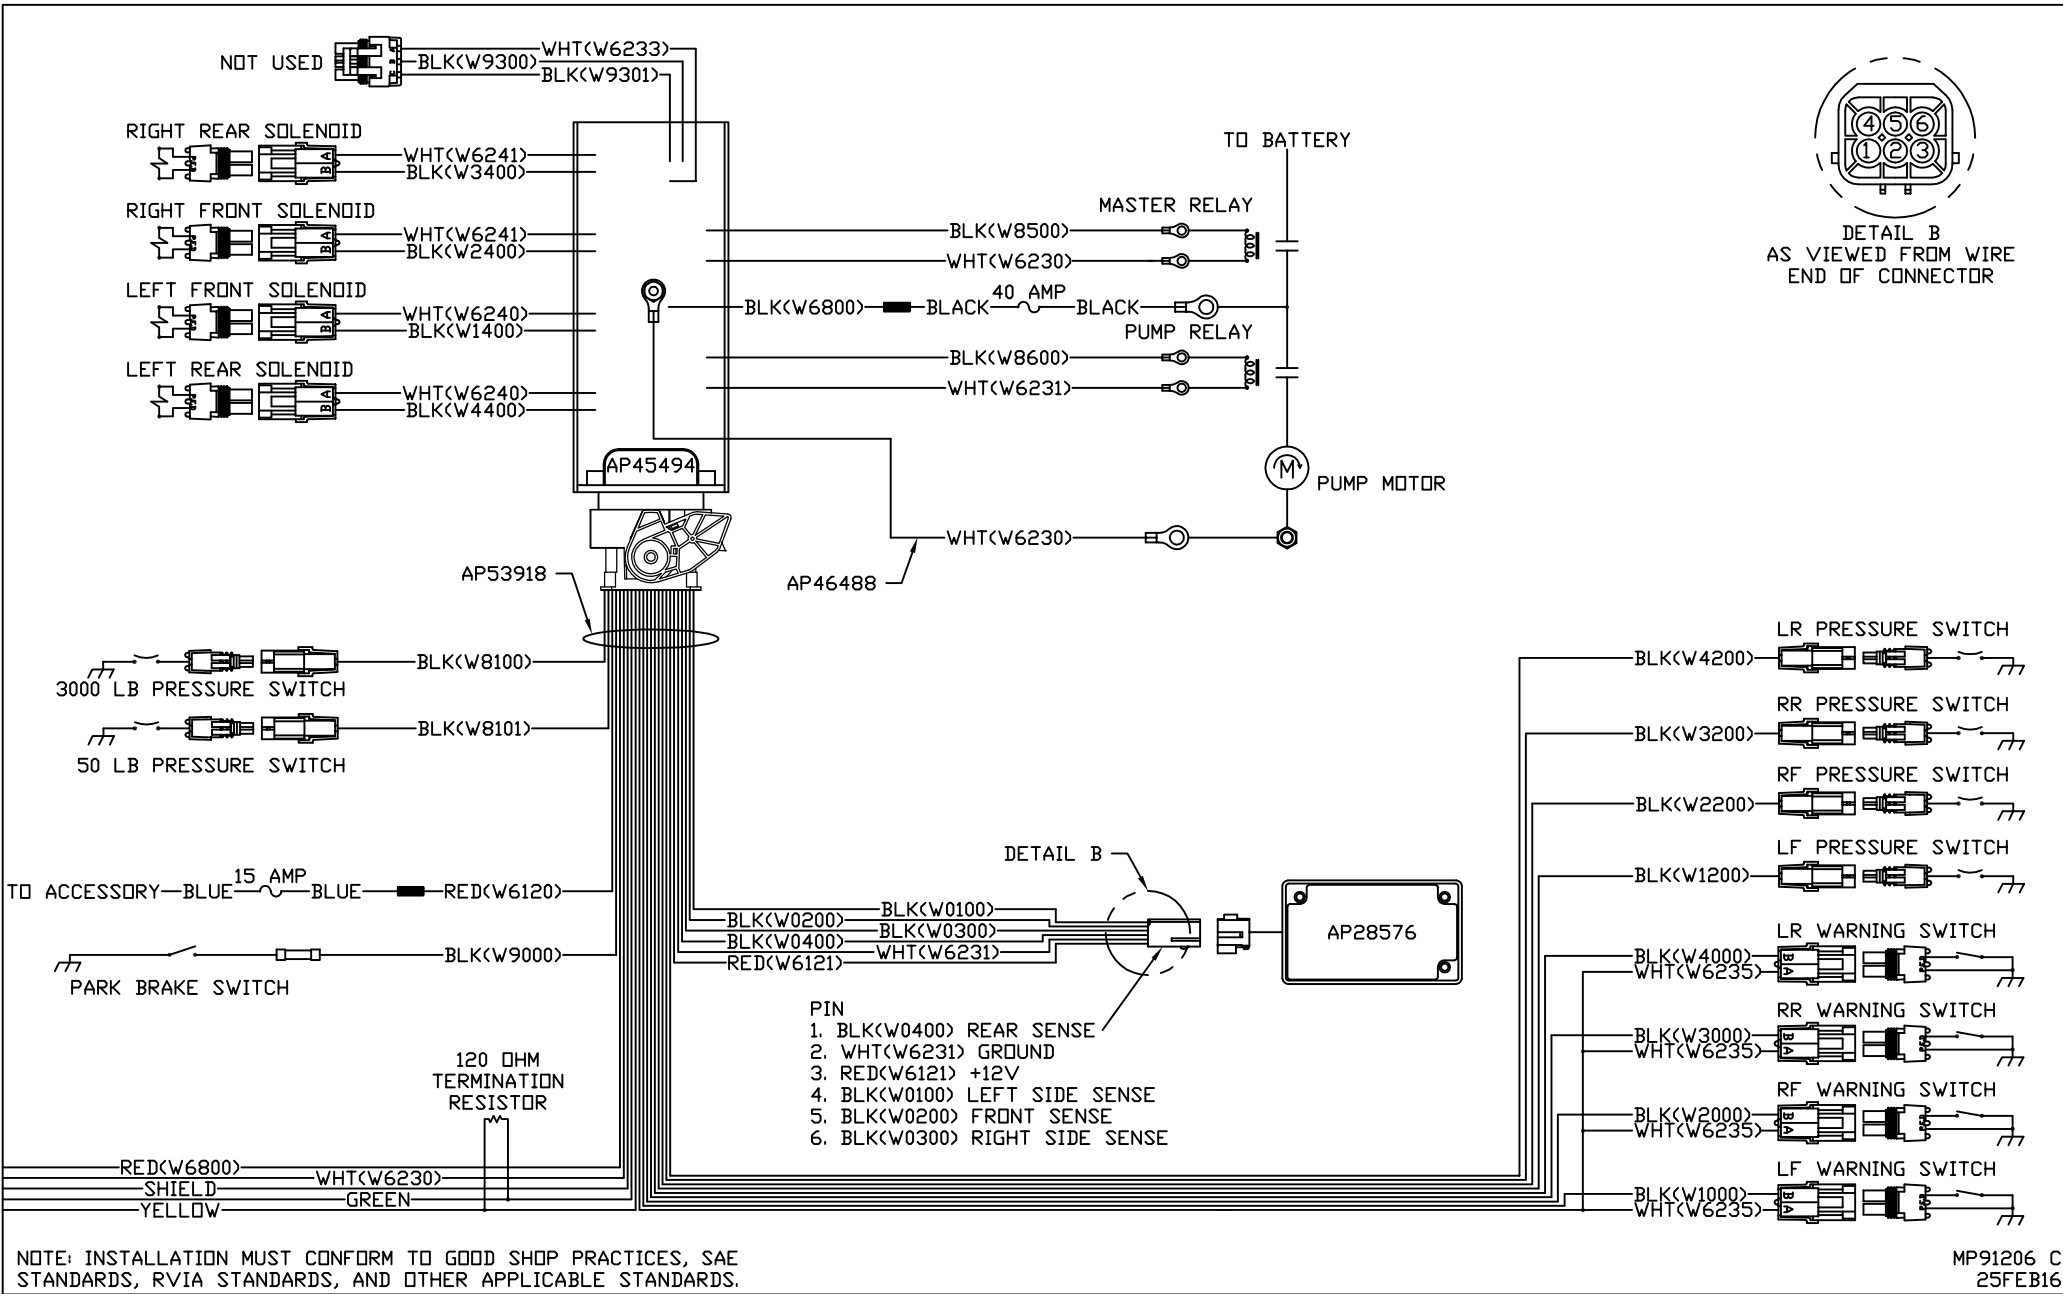 NOT USED
WHT(W6233)
BLK(W9300)
BLK(W9301)
RIGHT REAR SOLENOID
A
B
WHT(W6241)
BLK(W3400)
RIGHT FRONT SOLENOID
A
B
WHT(W6241)
BLK(W2400)
LEFT FRONT SOLENOID
A
B
WHT(W6240)
BLK(W1400)
LEFT REAR SOLENOID
A
B
WHT(W6240)
BLK(W4400)
AP45494
TO BATTERY
MASTER RELAY
BLK(W8500)
WHT(W6230)
BLK(W6800)
BLACK
40 AMP
BLACK
PUMP RELAY
BLK(W8600)
WHT(W6231)
M
PUMP MOTOR
WHT(W6230)
AP46488
4 5 6
1 2 3
DETAIL B
AS VIEWED FROM WIRE
END OF CONNECTOR
AP53918
BLK(W8100)
3000 LB PRESSURE SWITCH
BLK(W8101)
50 LB PRESSURE SWITCH
TO ACCESSORY
BLUE
15 AMP
BLUE
RED(W6120)
BLK(W9000)
PARK BRAKE SWITCH
120 OHM
TERMINATION
RESISTOR
RED(W6800)
WHT(W6230)
SHIELD
GREEN
YELLOW
DETAIL B
BLK(W0100)
BLK(W0200)
BLK(W0300)
BLK(W0400)
WHT(W6231)
RED(W6121)
AP28576
PIN
1. BLK(W0400) REAR SENSE
2. WHT(W6231) GROUND
3. RED(W6121) +12V
4. BLK(W0100) LEFT SIDE SENSE
5. BLK(W0200) FRONT SENSE
6. BLK(W0300) RIGHT SIDE SENSE
LR PRESSURE SWITCH
BLK(W4200)
RR PRESSURE SWITCH
BLK(W3200)
RF PRESSURE SWITCH
BLK(W2200)
LF PRESSURE SWITCH
BLK(W1200)
LR WARNING SWITCH
BLK(W4000)
WHT(W6235)
B
A
RR WARNING SWITCH
BLK(W3000)
WHT(W6235)
B
A
RF WARNING SWITCH
BLK(W2000)
WHT(W6235)
B
A
LF WARNING SWITCH
BLK(W1000)
WHT(W6235)
B
A
NOTE: INSTALLATION MUST CONFORM TO GOOD SHOP PRACTICES, SAE
STANDARDS, RVIA STANDARDS, AND OTHER APPLICABLE STANDARDS.
MP91206 C
25FEB16